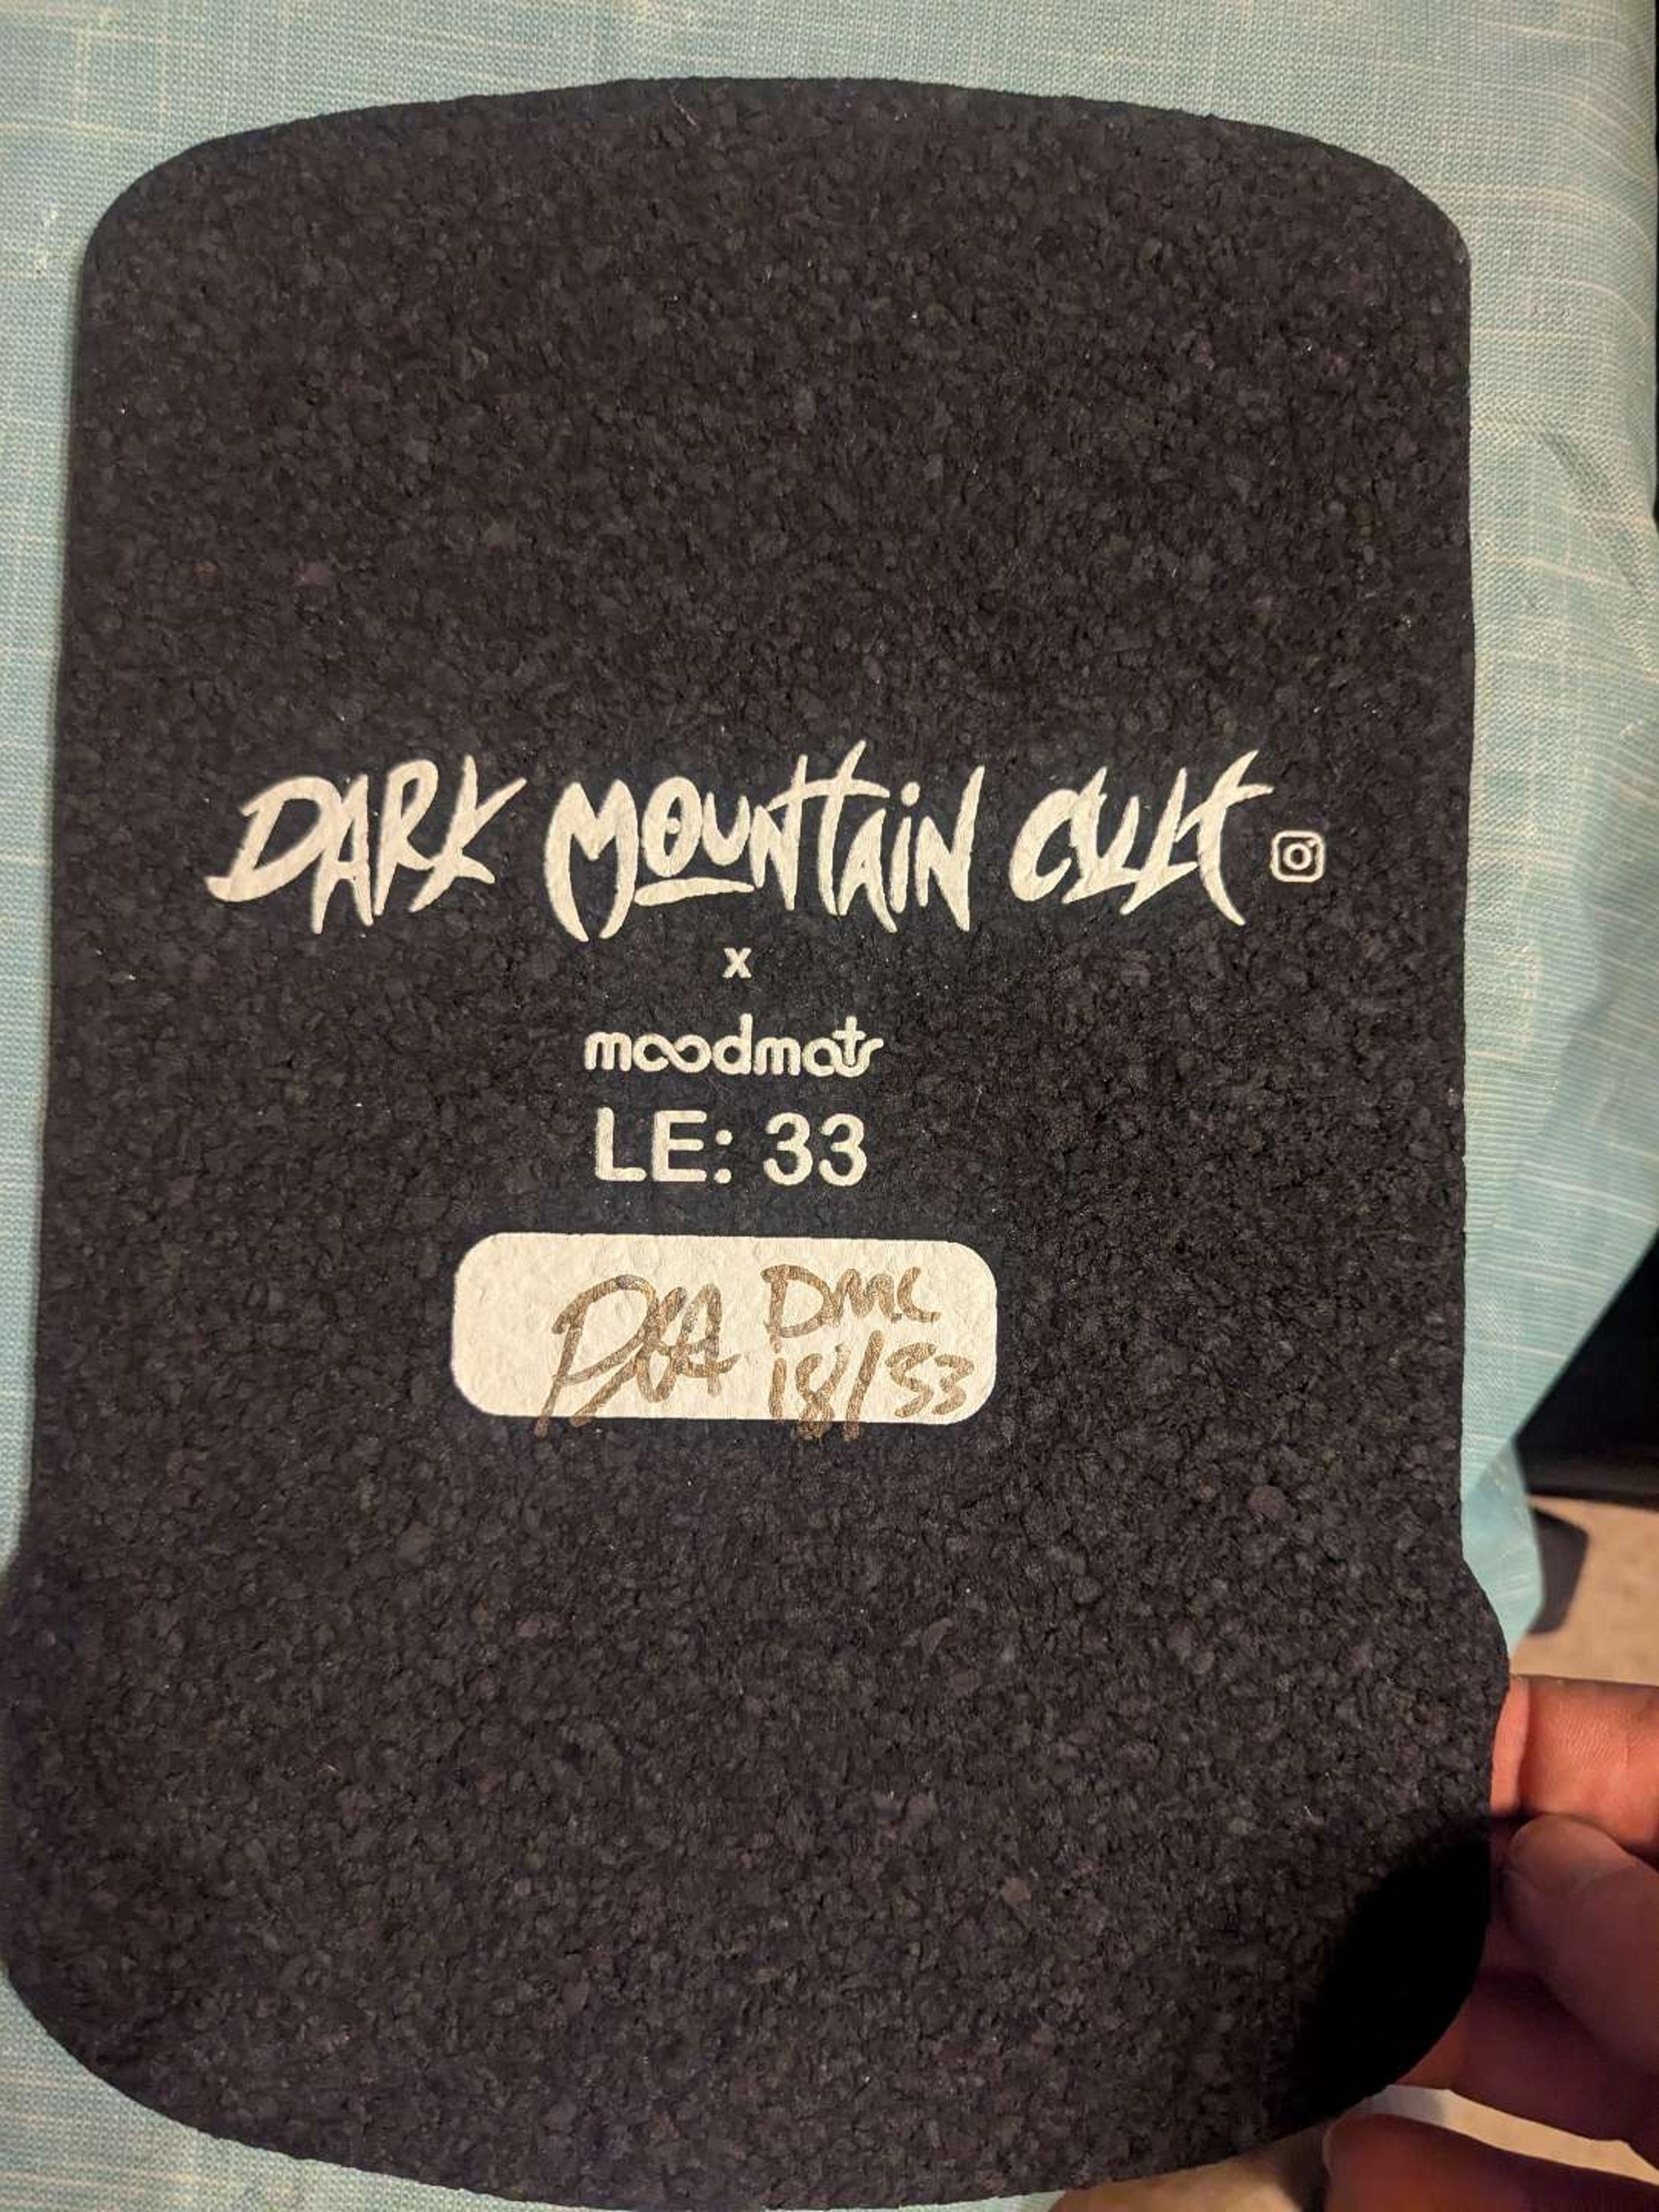 DARK MOUNTAIN CULT
x
moodmats
LE: 33
DMC
18/33